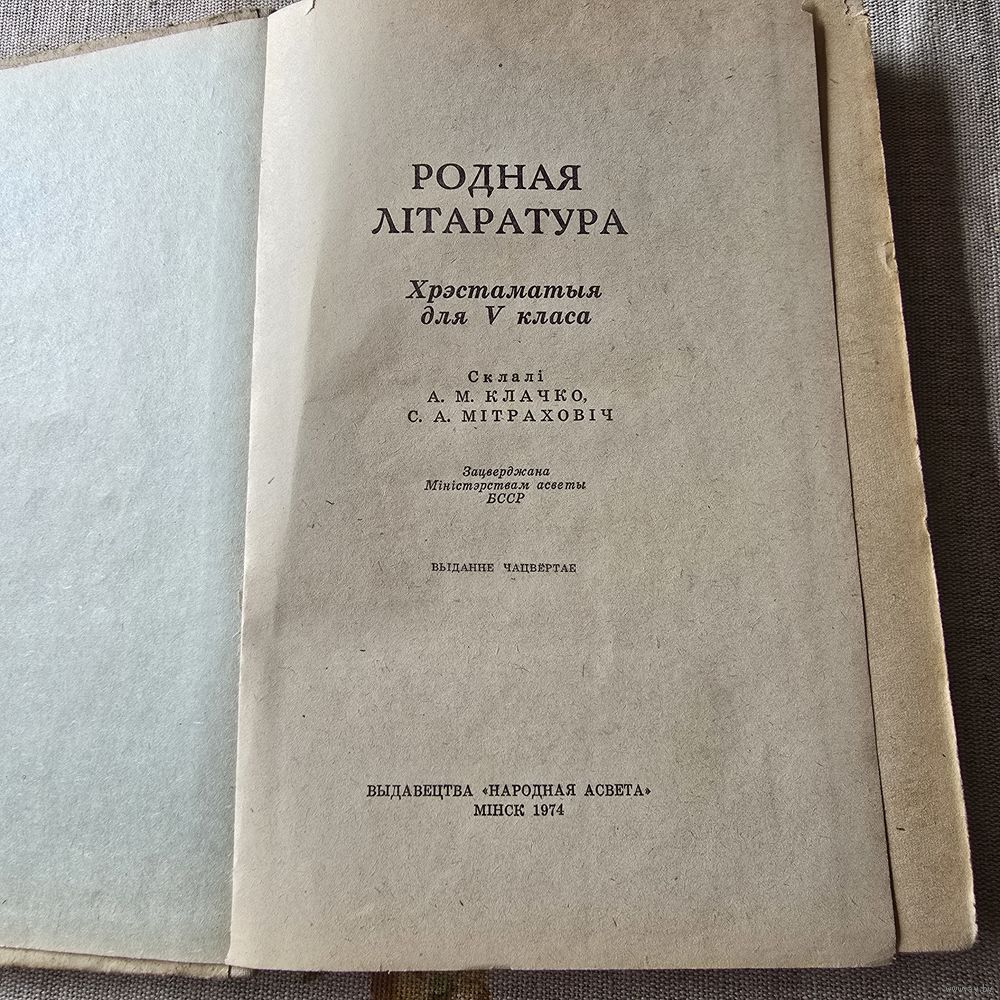 РОДНАЯ
ЛІТАРАТУРА
Хрэстаматыя
для V класа
Склалі
А. М. КЛАЧКО,
С. А. МІТРАХОВІЧ
Зацверджана
Міністэрствам асветы
БССР
ВЫДАННЕ ЧАЦВЁРТАЕ
ВЫДАВЕЦТВА «НАРОДНАЯ АСВЕТА»
МІНСК 1974